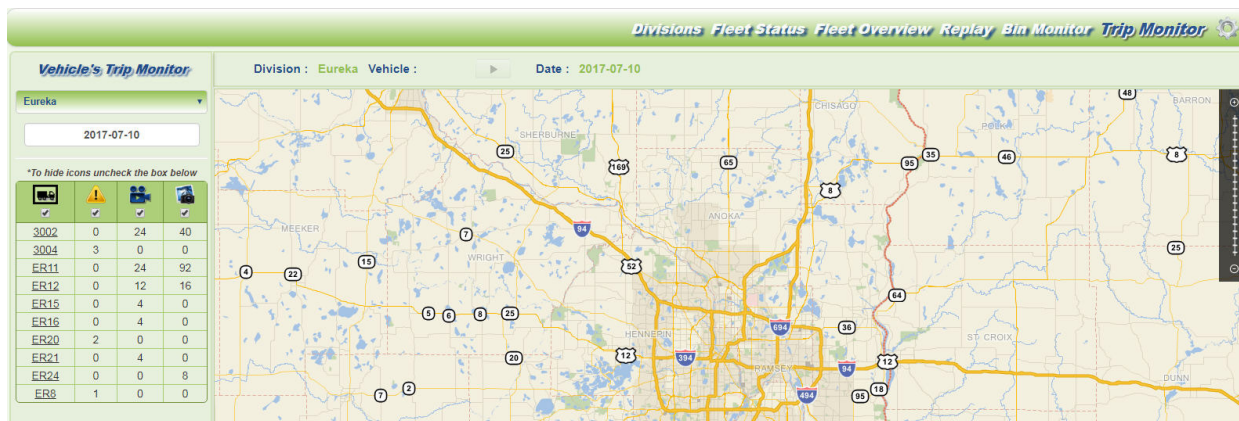 Divisions Fleet Status Fleet Overview Replay Bin Monitor Trip Monitor
Vehicle's Trip Monitor
Division : Eureka Vehicle : Date : 2017-07-10
Eureka
2017-07-10
*To hide icons uncheck the box below
3002 0 24 40
3004 3 0 0
ER11 0 24 92
ER12 0 12 16
ER15 0 4 0
ER16 0 4 0
ER20 2 0 0
ER21 0 4 0
ER24 0 0 8
ER6 1 0 0
48
BARRON
CHISAGO
POLK
SHERBURNE
25
169
65
95
35
46
8
8
ANOKA
MEEKER
94
7
25
WRIGHT
15
52
4
22
64
5
6
8
25
HENNEPIN
694
36
ST. CROIX
20
12
394
12
RAMSEY
94
DUNN
7
2
494
95
18